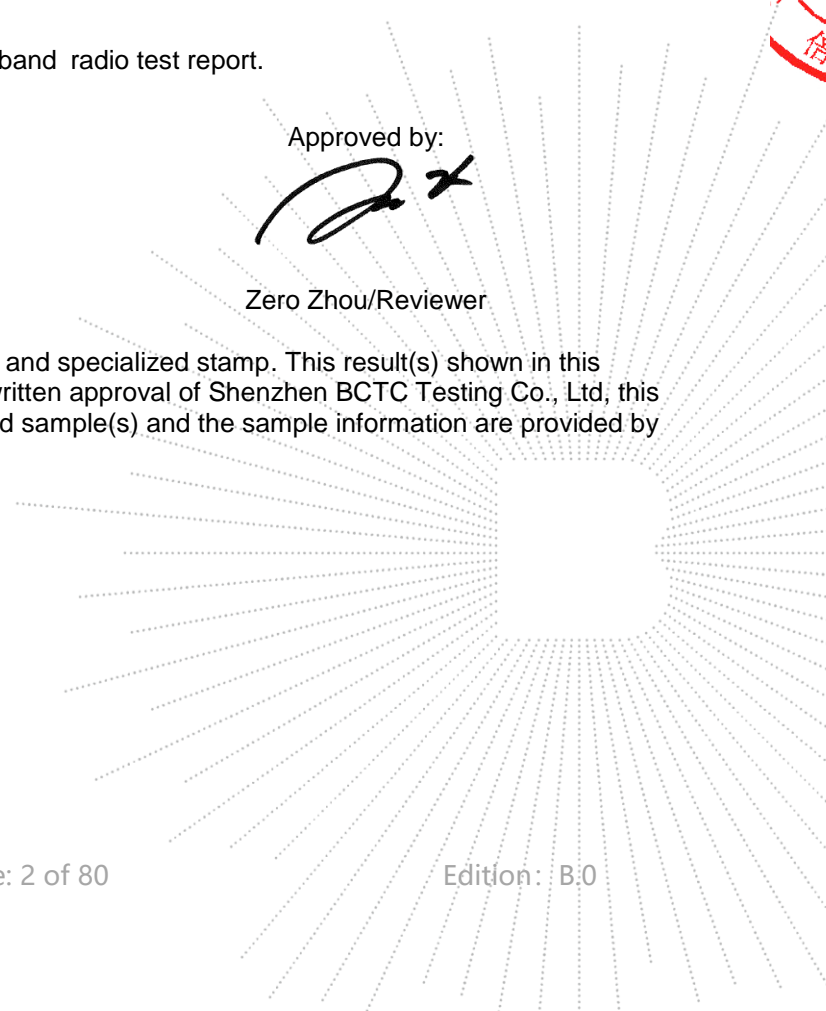 band radio test report.
Approved by:
Zero Zhou/Reviewer
and specialized stamp. This result(s) shown in this
ritten approval of Shenzhen BCTC Testing Co., Ltd, this
d sample(s) and the sample information are provided by
e: 2 of 80 Edition: B.0